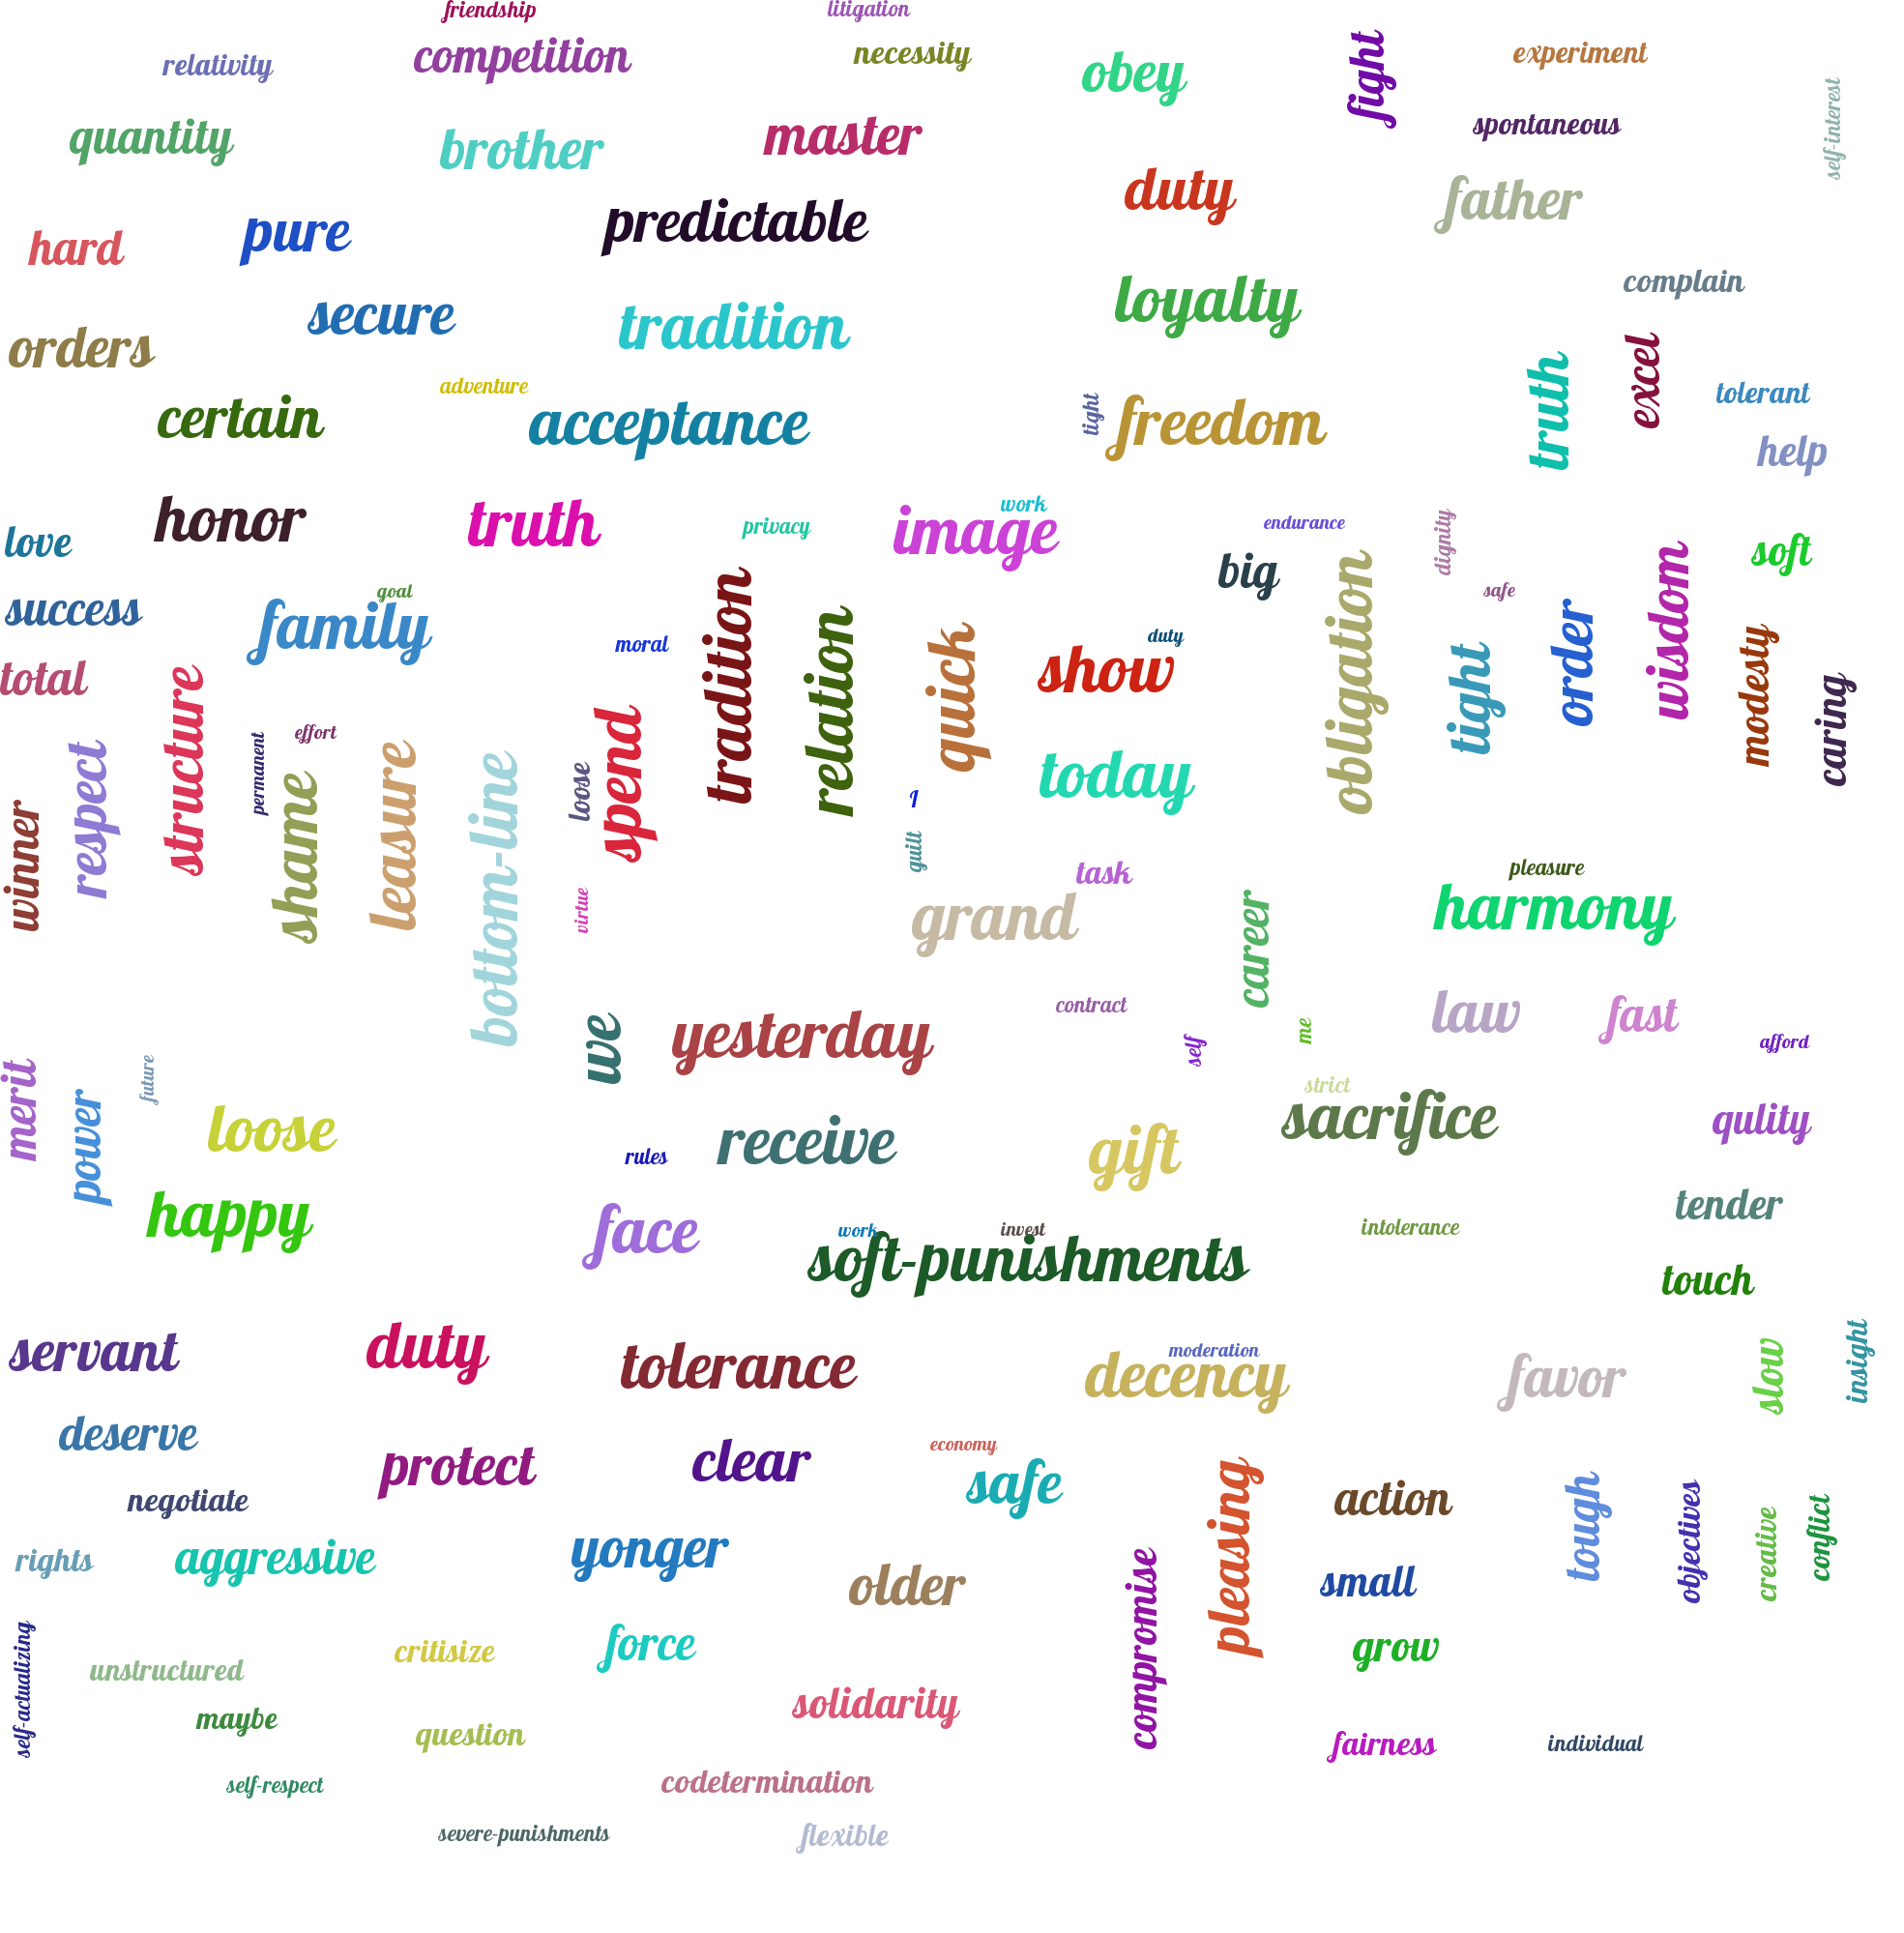 friendship
litigation
relativity
competition
necessity
obey
fight
experiment
self-interest
quantity
brother
master
spontaneous
duty
father
hard
pure
predictable
loyalty
complain
orders
secure
tradition
truth
excel
tolerant
certain
adventure
acceptance
tight
freedom
help
love
honor
truth
privacy
image
work
endurance
dignity
soft
success
goal
family
moral
tradition
relation
quick
duty
show
big
obligation
safe
tight
order
wisdom
modesty
caring
total
structure
permanent
effort
respect
winner
shame
leasure
bottom-line
loose
spend
virtue
today
I
guilt
task
grand
career
pleasure
harmony
we
yesterday
contract
self
me
law
fast
afford
merit
power
future
loose
rules
receive
gift
strict
sacrifice
qulity
happy
face
work
invest
soft-punishments
intolerance
tender
touch
servant
duty
tolerance
moderation
decency
favor
slow
insight
deserve
negotiate
protect
clear
economy
safe
pleasing
action
tough
objectives
creative
conflict
rights
aggressive
yonger
older
compromise
small
self-actualizing
unstructured
critisize
force
grow
maybe
question
solidarity
fairness
individual
self-respect
codetermination
severe-punishments
flexible